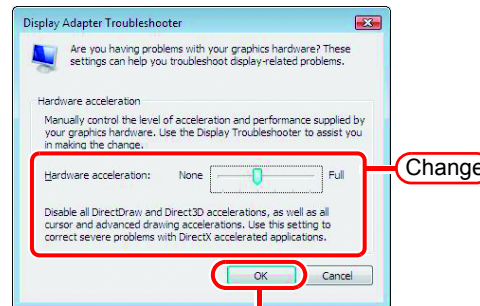 Display Adapter Troubleshooter
Are you having problems with your graphics hardware? These
settings can help you troubleshoot display-related problems.
Hardware acceleration
Manually control the level of acceleration and performance supplied by
your graphics hardware. Use the Display Troubleshooter to assist you
in making the change.
Hardware acceleration: None Full
Change
Disable all DirectDraw and Direct3D accelerations, as well as all
cursor and advanced drawing accelerations. Use this setting to
correct severe problems with DirectX accelerated applications.
OK Cancel